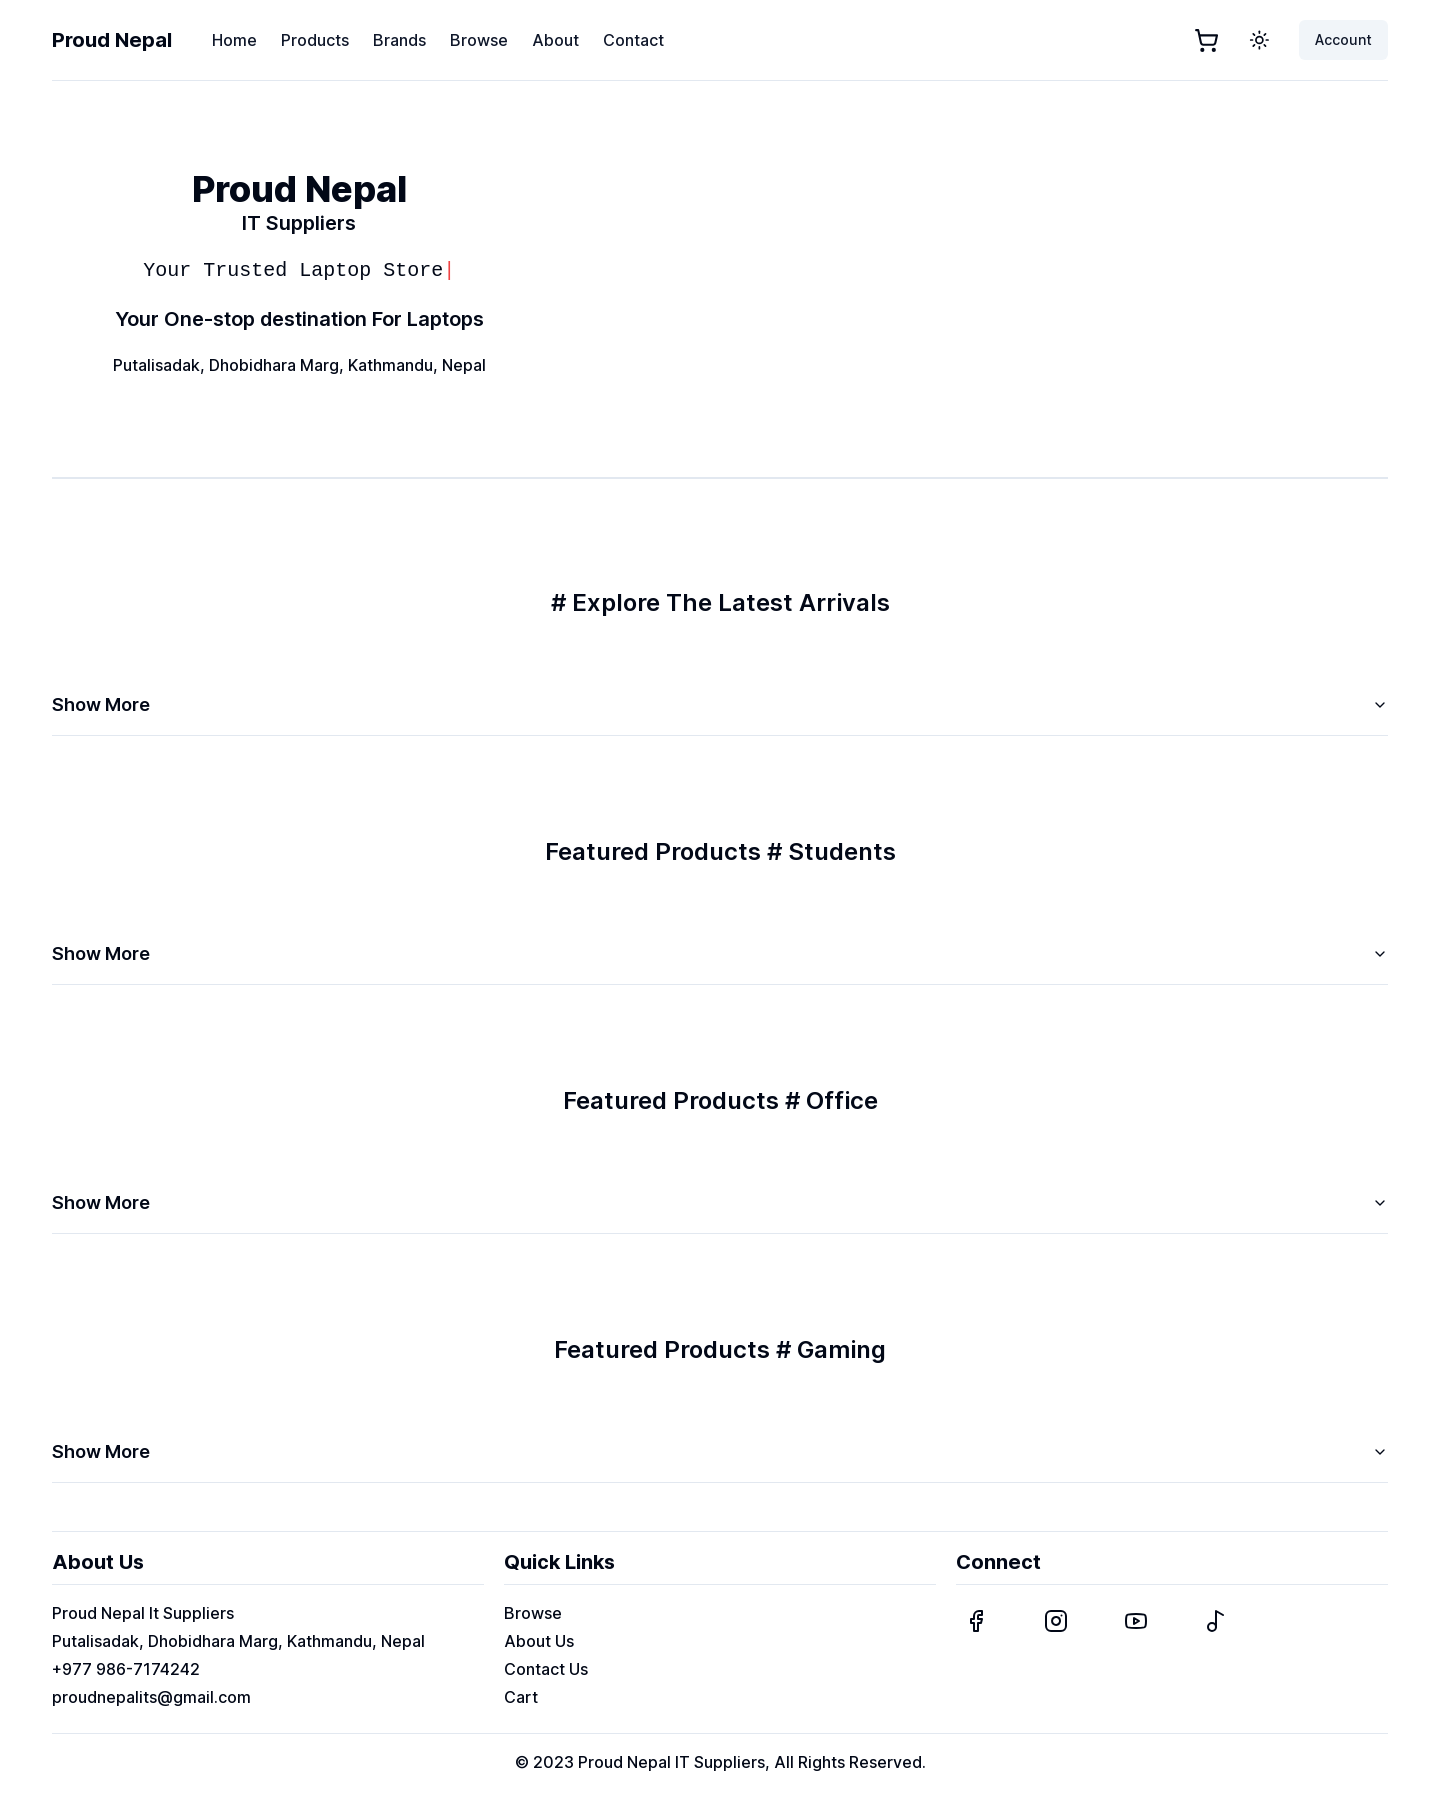 Proud Nepal Home Products Brands Browse About Contact Account
Proud Nepal
IT Suppliers
Your Trusted Laptop Store|
Your One-stop destination For Laptops
Putalisadak, Dhobidhara Marg, Kathmandu, Nepal
# Explore The Latest Arrivals
Show More
Featured Products # Students
Show More
Featured Products # Office
Show More
Featured Products # Gaming
Show More
About Us
Proud Nepal It Suppliers
Putalisadak, Dhobidhara Marg, Kathmandu, Nepal
+977 986-7174242
proudnepalits@gmail.com
Quick Links
Browse
About Us
Contact Us
Cart
Connect
© 2023 Proud Nepal IT Suppliers, All Rights Reserved.